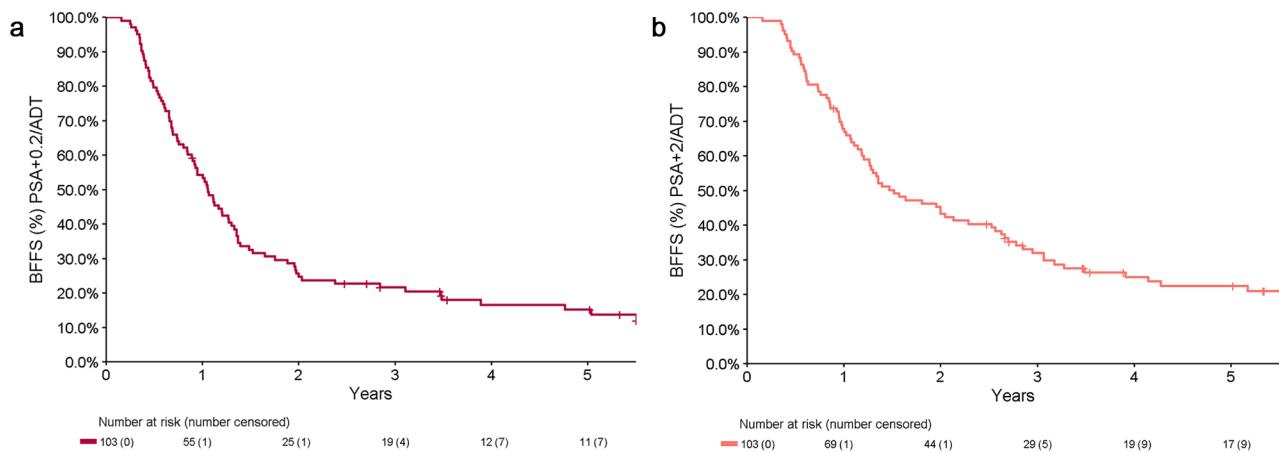 a
BFFS (%) PSA+0.2/ADT
100.0%
90.0%
80.0%
70.0%
60.0%
50.0%
40.0%
30.0%
20.0%
10.0%
0.0%
0 1 2 3 4 5
Years
Number at risk (number censored)
103 (0) 55 (1) 25 (1) 19 (4) 12 (7) 11 (7)
b
BFFS (%) PSA+2/ADT
100.0%
90.0%
80.0%
70.0%
60.0%
50.0%
40.0%
30.0%
20.0%
10.0%
0.0%
0 1 2 3 4 5
Years
Number at risk (number censored)
103 (0) 69 (1) 44 (1) 29 (5) 19 (9) 17 (9)